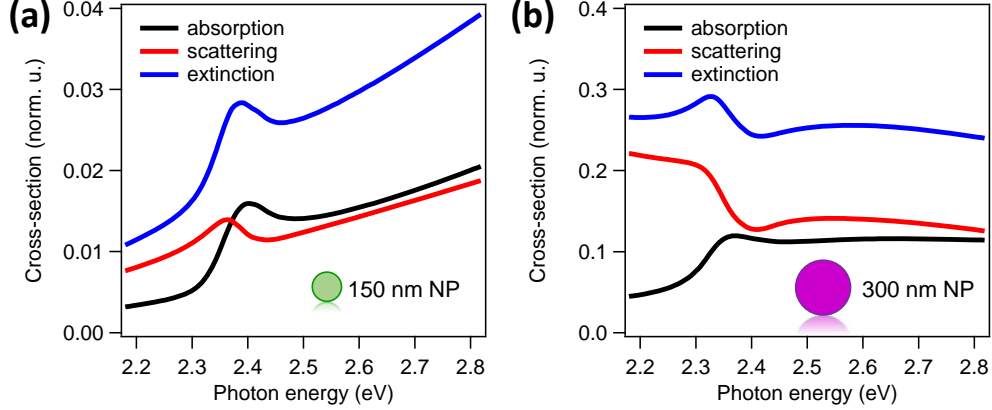 (a)
absorption
scattering
extinction
0.04
0.03
0.02
0.01
0.00
Cross-section (norm. u.)
150 nm NP
2.2 2.3 2.4 2.5 2.6 2.7 2.8
Photon energy (eV)
(b)
absorption
scattering
extinction
0.4
0.3
0.2
0.1
0.0
Cross-section (norm. u.)
300 nm NP
2.2 2.3 2.4 2.5 2.6 2.7 2.8
Photon energy (eV)